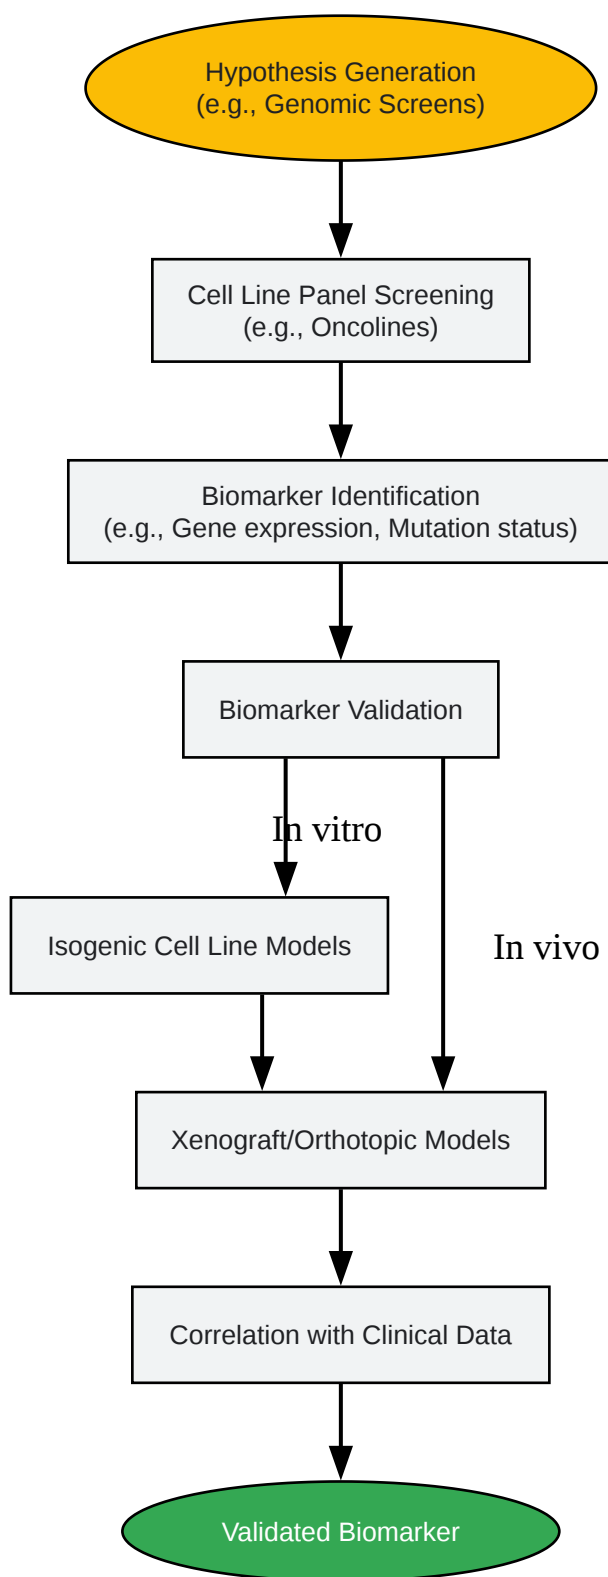 Hypothesis Generation
(e.g., Genomic Screens)
Cell Line Panel Screening
(e.g., Oncolines)
Biomarker Identification
(e.g., Gene expression, Mutation status)
Biomarker Validation
In vitro
Isogenic Cell Line Models
In vivo
Xenograft/Orthotopic Models
Correlation with Clinical Data
Validated Biomarker